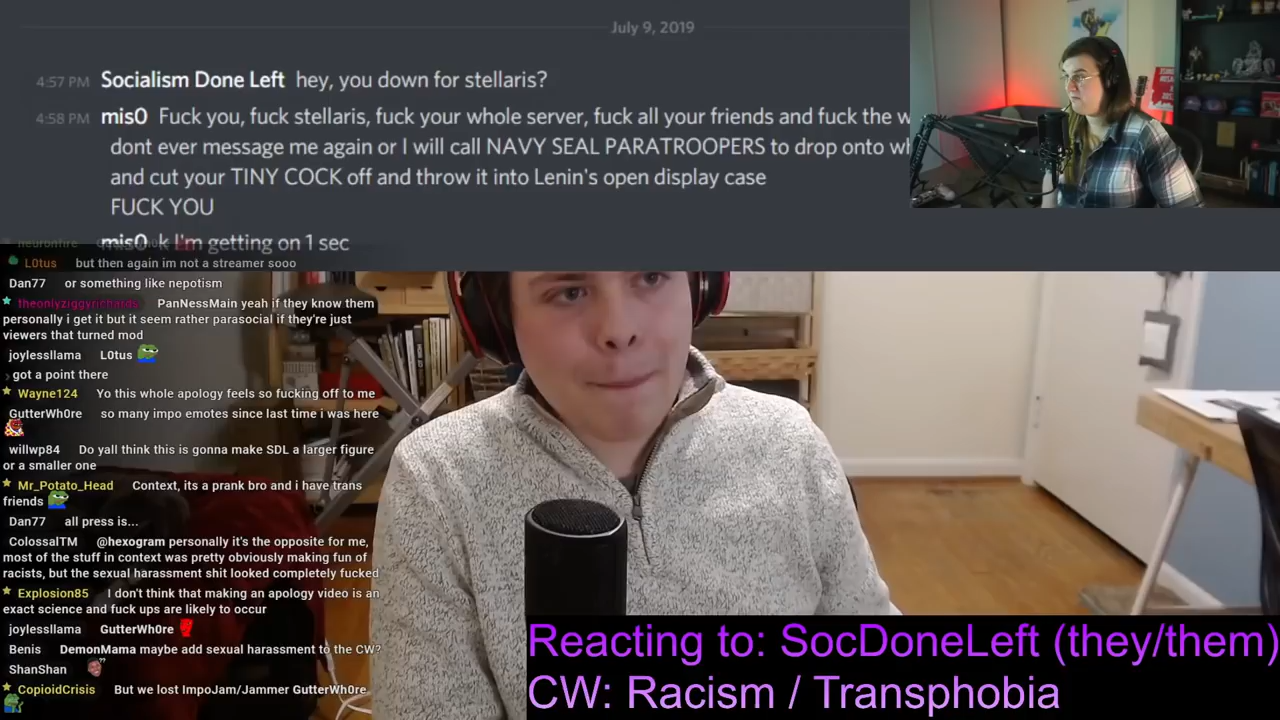 July 9, 2019
4:57 PM Socialism Done Left hey, you down for stellaris?
4:58 PM mis0 Fuck you, fuck stellaris, fuck your whole server, fuck all your friends and fuck the w
dont ever message me again or I will call NAVY SEAL PARATROOPERS to drop onto wh
and cut your TINY COCK off and throw it into Lenin's open display case
FUCK YOU
mis0 k I'm getting on 1 sec
neuronfire
L0tus but then again im not a streamer sooo
Dan77 or something like nepotism
theonlyziggyrichards PanNessMain yeah if they know them
personally i get it but it seem rather parasocial if they're just
viewers that turned mod
joylessllama L0tus
got a point there
Wayne124 Yo this whole apology feels so fucking off to me
GutterWh0re so many impo emotes since last time i was here
willwp84 Do yall think this is gonna make SDL a larger figure
or a smaller one
Mr_Potato_Head Context, its a prank bro and i have trans
friends
Dan77 all press is...
ColossalTM @hexogram personally it's the opposite for me,
most of the stuff in context was pretty obviously making fun of
racists, but the sexual harassment shit looked completely fucked
Explosion85 I don't think that making an apology video is an
exact science and fuck ups are likely to occur
joylessllama GutterWh0re
Benis DemonMama maybe add sexual harassment to the CW?
ShanShan
CopioidCrisis But we lost ImpoJam/Jammer GutterWh0re
Reacting to: SocDoneLeft (they/them)
CW: Racism / Transphobia